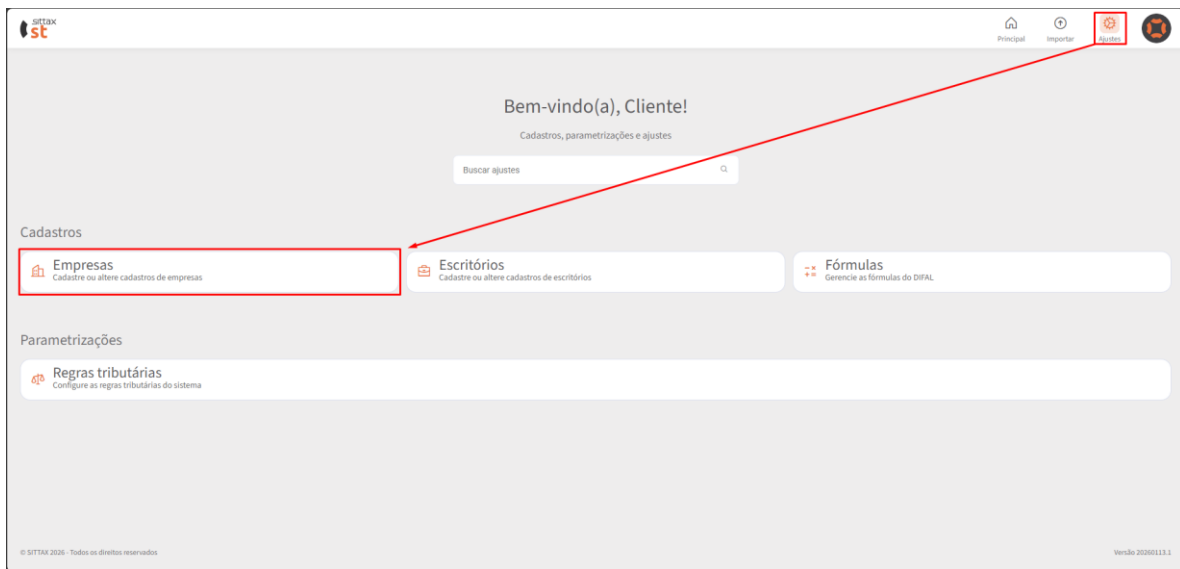 sittax
st
Principal
Importar
Ajustes
Bem-vindo(a), Cliente!
Cadastros, parametrizações e ajustes
Buscar ajustes
Cadastros
Empresas
Cadastre ou altere cadastros de empresas
Escritórios
Cadastre ou altere cadastros de escritórios
Fórmulas
Gerencie as fórmulas do DIFAL
Parametrizações
Regras tributárias
Configure as regras tributárias do sistema
© SITTAX 2026 - Todos os direitos reservados
Versão 20260113.1